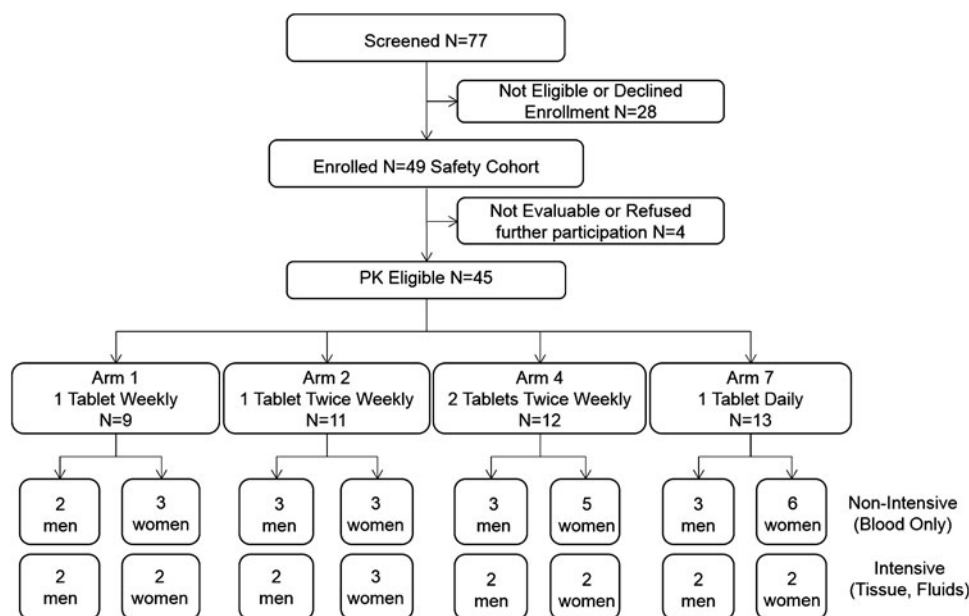 Screened N=77
Not Eligible or Declined
Enrollment N=28
Enrolled N=49 Safety Cohort
Not Evaluable or Refused
further participation N=4
PK Eligible N=45
Arm 1
1 Tablet Weekly
N=9
Arm 2
1 Tablet Twice Weekly
N=11
Arm 4
2 Tablets Twice Weekly
N=12
Arm 7
1 Tablet Daily
N=13
2
men
3
women
3
men
3
women
3
men
5
women
3
men
6
women
Non-Intensive
(Blood Only)
2
men
2
women
2
men
3
women
2
men
2
women
2
men
2
women
Intensive
(Tissue, Fluids)